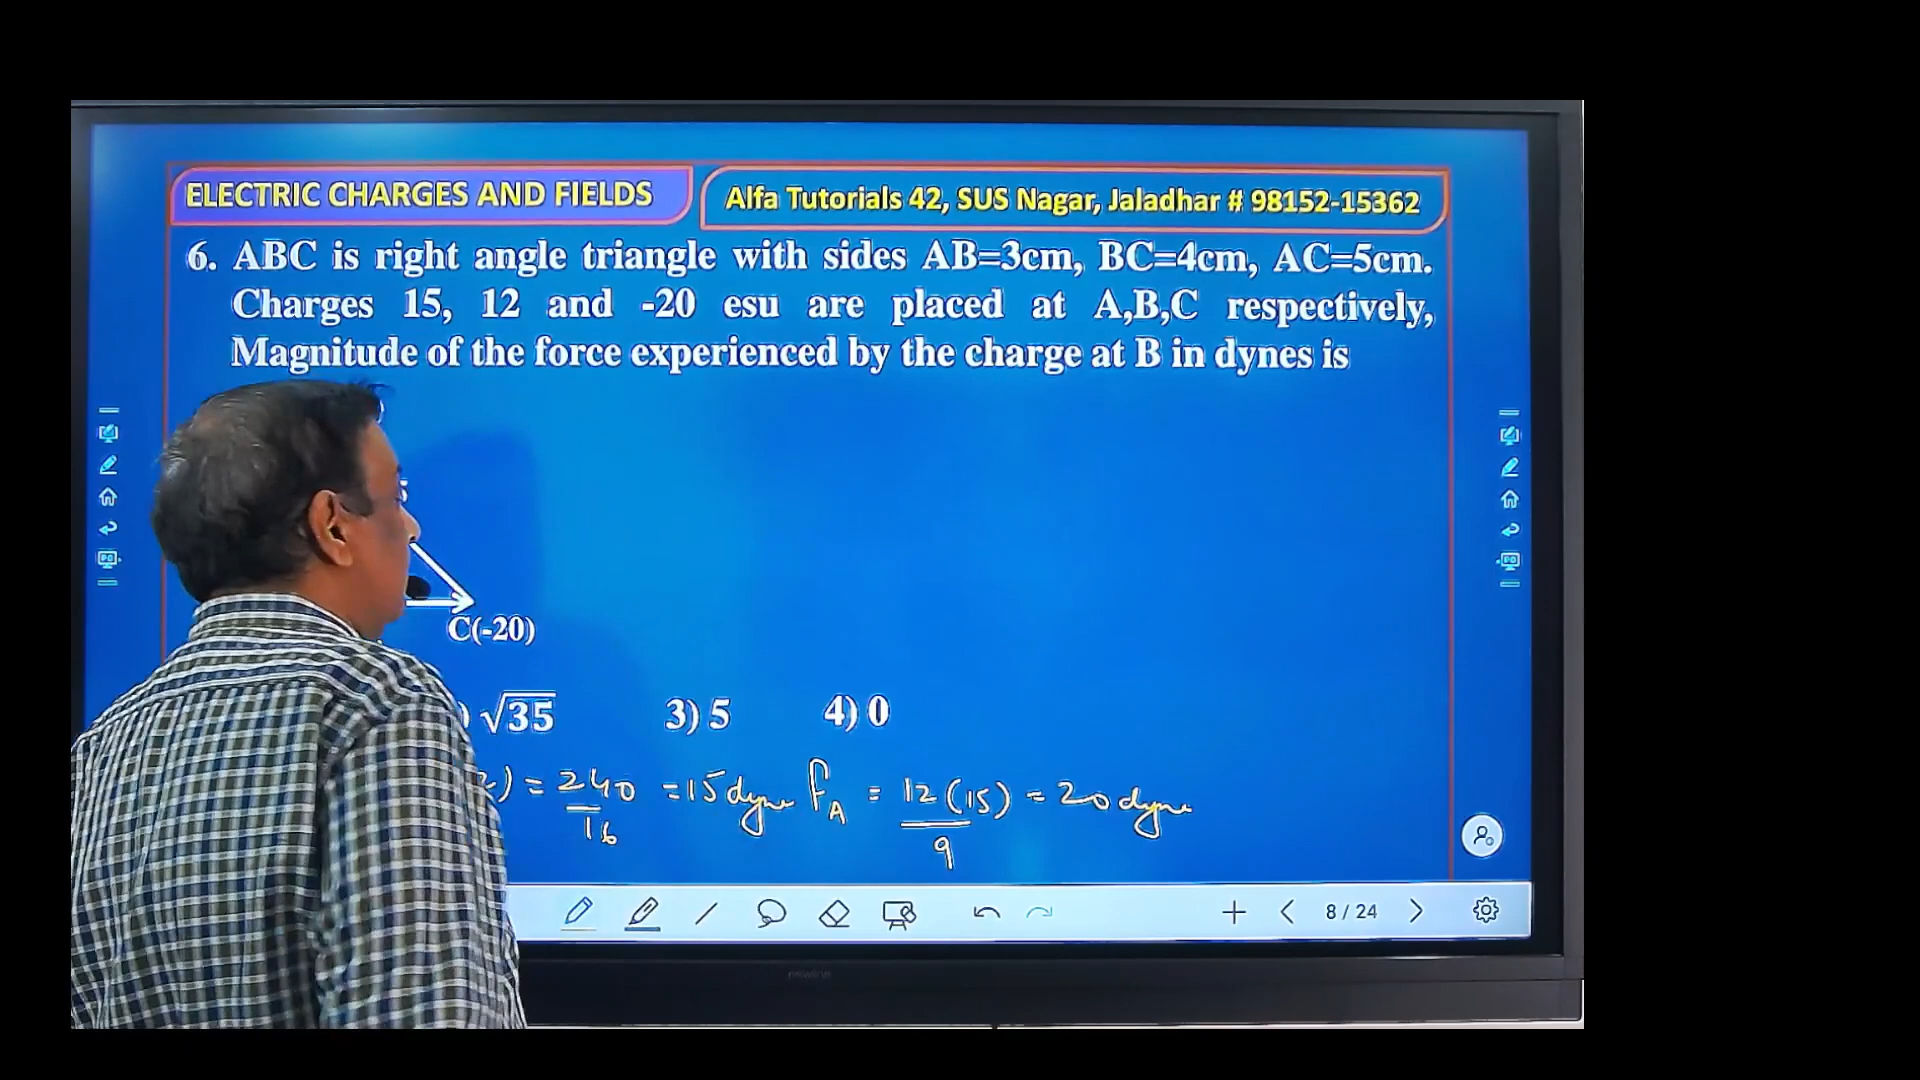 ELECTRIC CHARGES AND FIELDS
Alfa Tutorials 42, SUS Nagar, Jaladhar # 98152-15362
6. ABC is right angle triangle with sides AB=3cm, BC=4cm, AC=5cm.
Charges 15, 12 and -20 esu are placed at A,B,C respectively,
Magnitude of the force experienced by the charge at B in dynes is
C(-20)
√35 3) 5 4) 0
2) = 240/16 = 15 dyne f_A = 12(15)/9 = 20 dyne
8 / 24